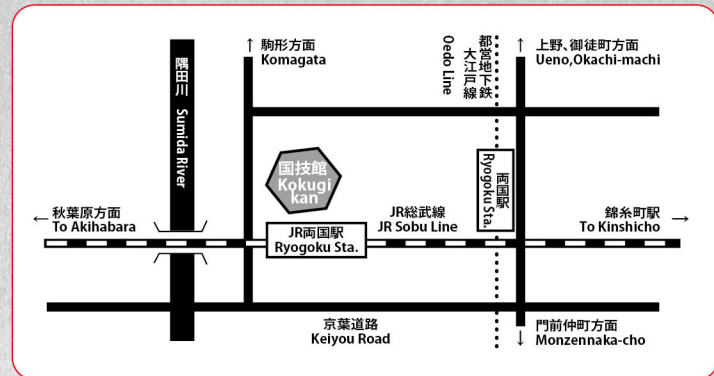 隅田川 Sumida River
↑ 駒形方面
Komagata
都営地下鉄
大江戸線
Oedo Line
↑ 上野、御徒町方面
Ueno,Okachi-machi
国技館
Kokugi
kan
両国駅
Ryogoku Sta.
← 秋葉原方面
To Akihabara
JR両国駅
Ryogoku Sta.
JR総武線
JR Sobu Line
錦糸町駅
To Kinshicho →
京葉道路
Keiyou Road
門前仲町方面
↓ Monzennaka-cho